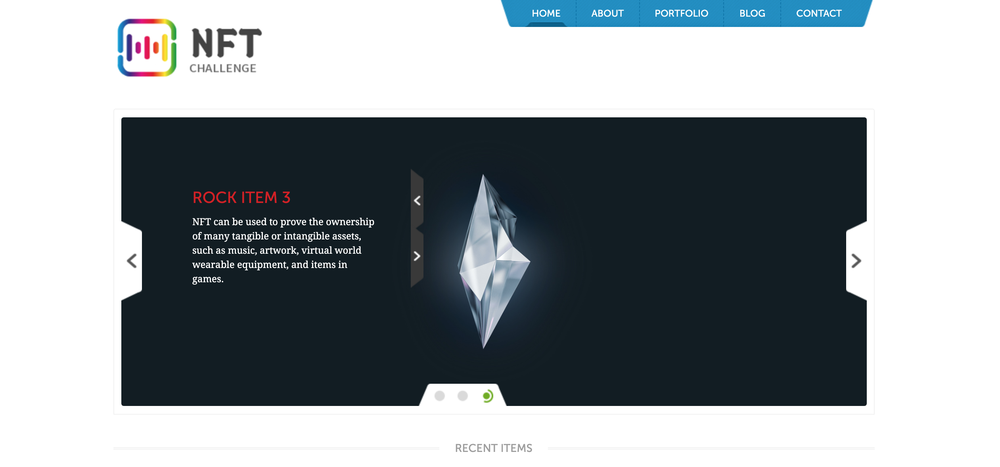 HOME ABOUT PORTFOLIO BLOG CONTACT
NFT
CHALLENGE
ROCK ITEM 3
NFT can be used to prove the ownership
of many tangible or intangible assets,
such as music, artwork, virtual world
wearable equipment, and items in
games.
RECENT ITEMS